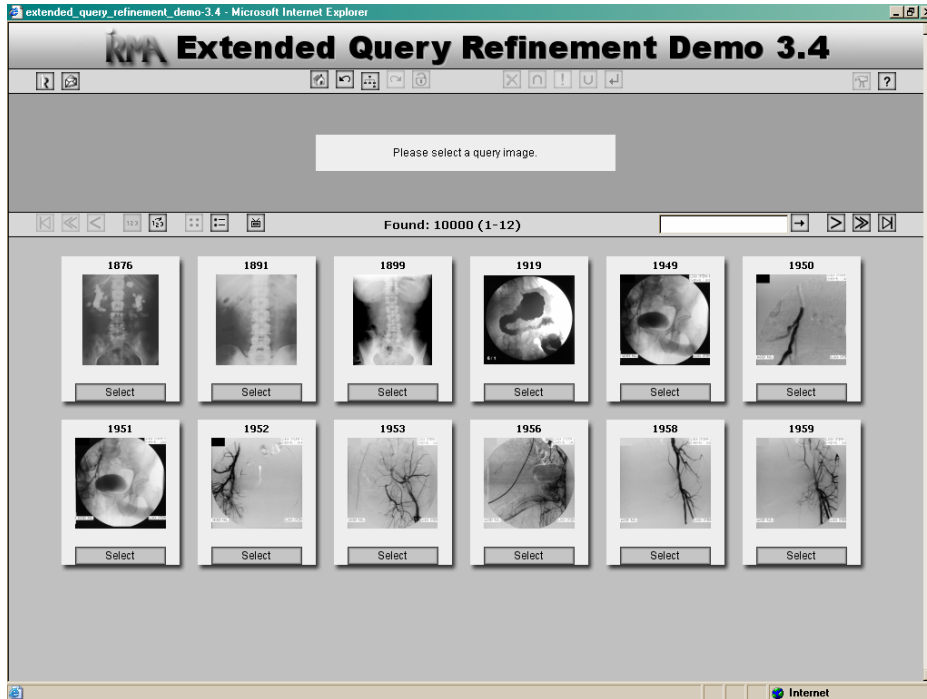 extended_query_refinement_demo-3.4 - Microsoft Internet Explorer
IRMA Extended Query Refinement Demo 3.4
?
Please select a query image.
Found: 10000 (1-12)
1876 1891 1899 1919 1949 1950
Select Select Select Select Select Select
1951 1952 1953 1956 1958 1959
Select Select Select Select Select Select
Internet